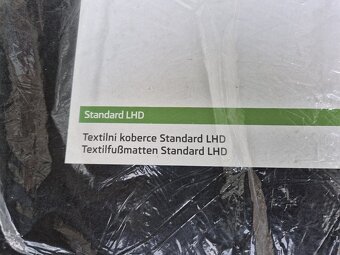 Standard LHD
Textilní koberce Standard LHD
Textilfußmatten Standard LHD